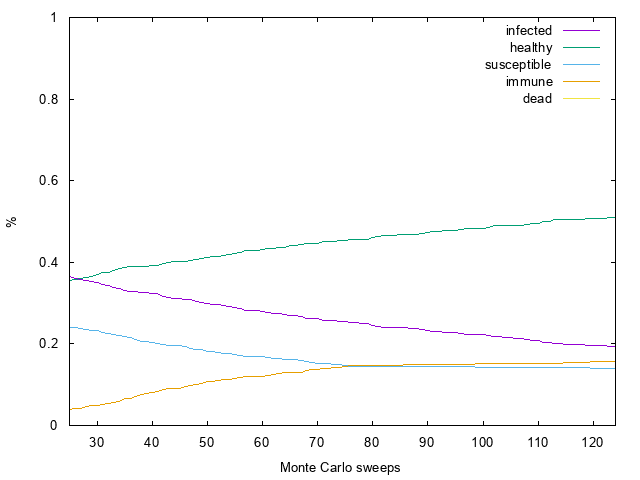 1
0.8
0.6
0.4
0.2
0
%
infected
healthy
susceptible
immune
dead
30 40 50 60 70 80 90 100 110 120
Monte Carlo sweeps